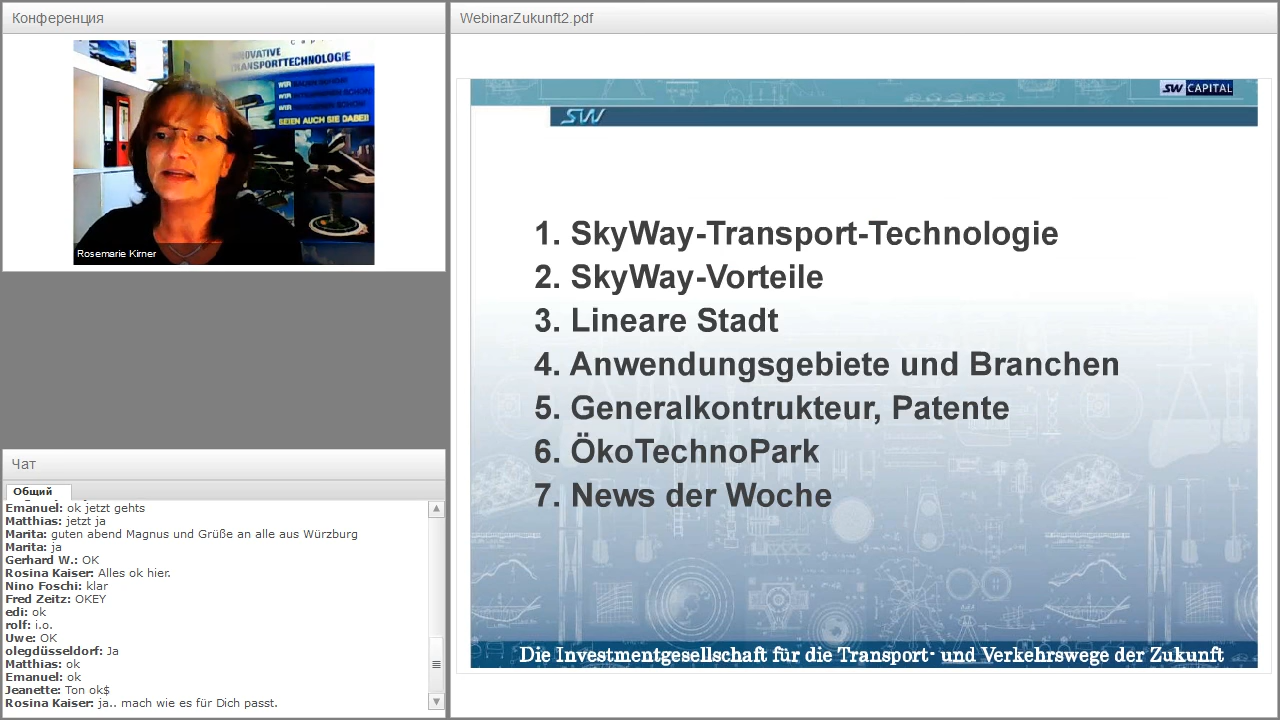 Конференция
INNOVATIVE
TRANSPORTTECHNOLOGIE
WIR
WIR
WIR
SEIEN AUCH SIE DABEI!
Rosemarie Kirner
Чат
Общий
Emanuel: ok jetzt gehts
Matthias: jetzt ja
Marita: guten abend Magnus und Grüße an alle aus Würzburg
Marita: ja
Gerhard W.: OK
Rosina Kaiser: Alles ok hier.
Nino Foschi: klar
Fred Zeitz: OKEY
edi: ok
rolf: i.o.
Uwe: OK
olegdüsseldorf: Ja
Matthias: ok
Emanuel: ok
Jeanette: Ton ok$
Rosina Kaiser: ja.. mach wie es für Dich passt.
WebinarZukunft2.pdf
SW CAPITAL
SW
1. SkyWay-Transport-Technologie
2. SkyWay-Vorteile
3. Lineare Stadt
4. Anwendungsgebiete und Branchen
5. Generalkontrukteur, Patente
6. ÖkoTechnoPark
7. News der Woche
Die Investmentgesellschaft für die Transport- und Verkehrswege der Zukunft